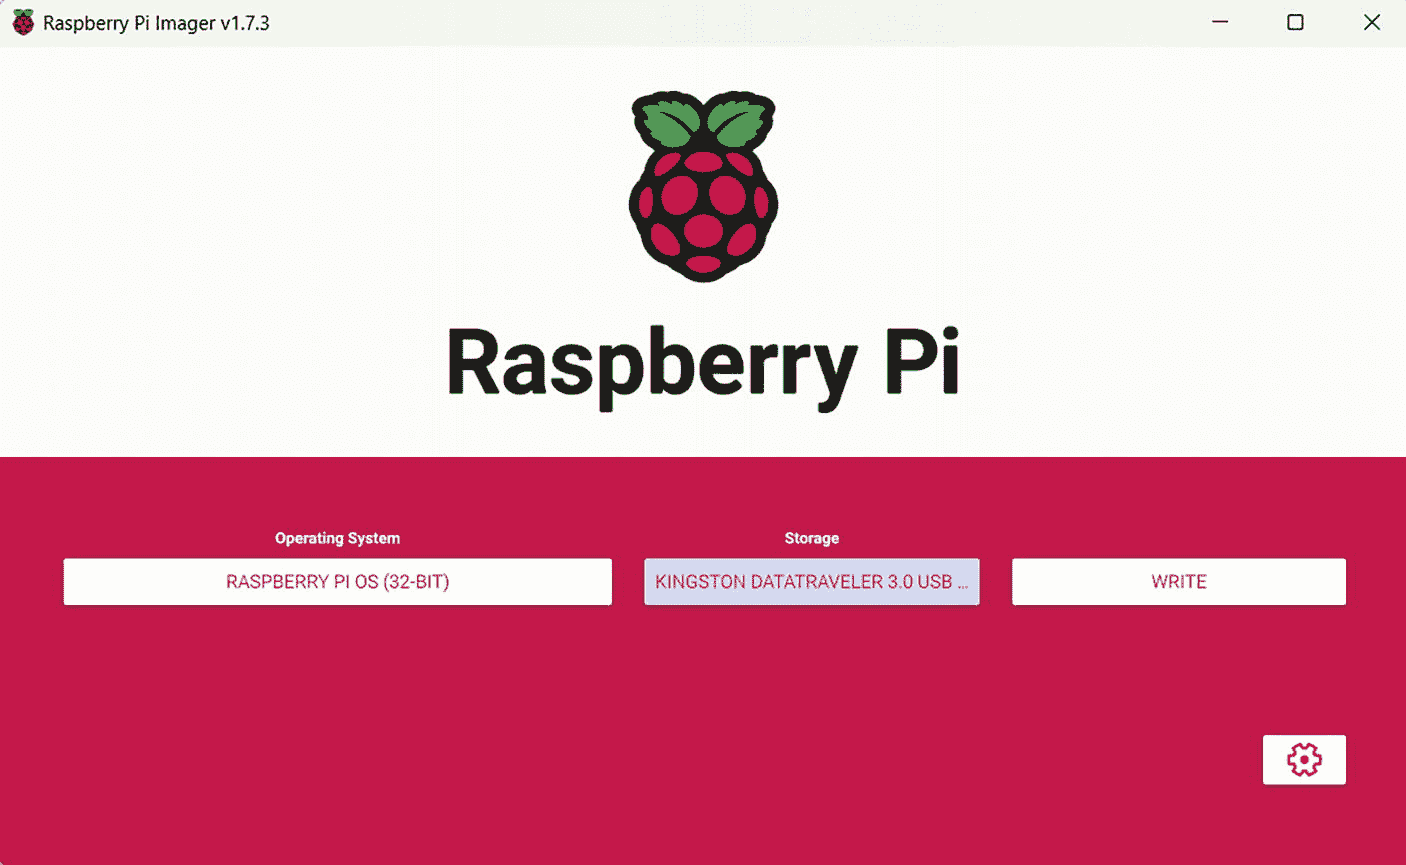 Raspberry Pi Imager v1.7.3
Raspberry Pi
Operating System
Storage
RASPBERRY PI OS (32-BIT)
KINGSTON DATATRAVELER 3.0 USB ...
WRITE